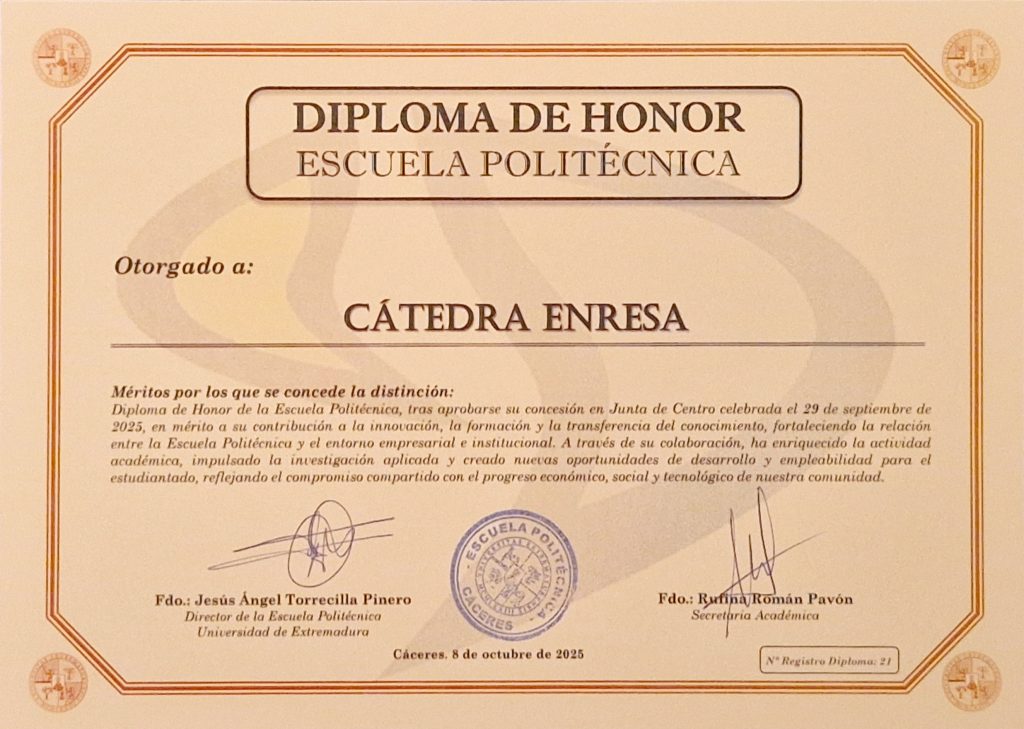 DIPLOMA DE HONOR
ESCUELA POLITÉCNICA
Otorgado a:
CÁTEDRA ENRESA
Méritos por los que se concede la distinción:
Diploma de Honor de la Escuela Politécnica, tras aprobarse su concesión en Junta de Centro celebrada el 29 de septiembre de
2025, en mérito a su contribución a la innovación, la formación y la transferencia del conocimiento, fortaleciendo la relación
entre la Escuela Politécnica y el entorno empresarial e institucional. A través de su colaboración, ha enriquecido la actividad
académica, impulsado la investigación aplicada y creado nuevas oportunidades de desarrollo y empleabilidad para el
estudiantado, reflejando el compromiso compartido con el progreso económico, social y tecnológico de nuestra comunidad.
ESCUELA POLITÉCNICA
CÁCERES
Fdo.: Jesús Ángel Torrecilla Pinero
Director de la Escuela Politécnica
Universidad de Extremadura
Fdo.: Rufina Román Pavón
Secretaria Académica
Cáceres. 8 de octubre de 2025
Nº Registro Diploma: 21